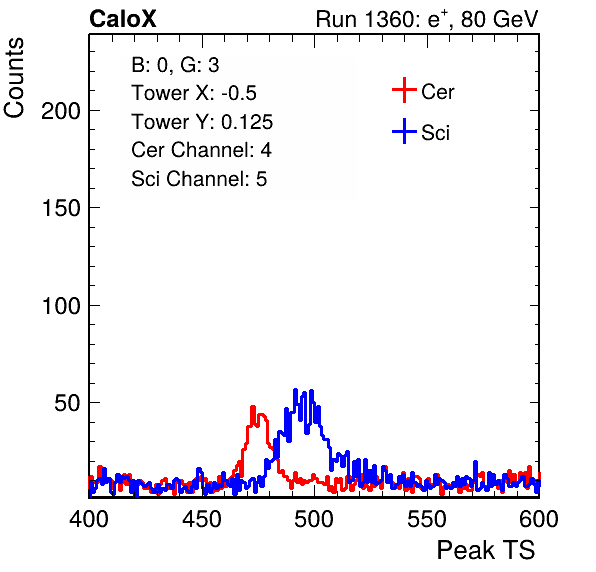 CaloX
Run 1360: e+, 80 GeV
Counts
B: 0, G: 3
Tower X: -0.5
Tower Y: 0.125
Cer Channel: 4
Sci Channel: 5
Cer
Sci
200
150
100
50
400 450 500 550 600
Peak TS